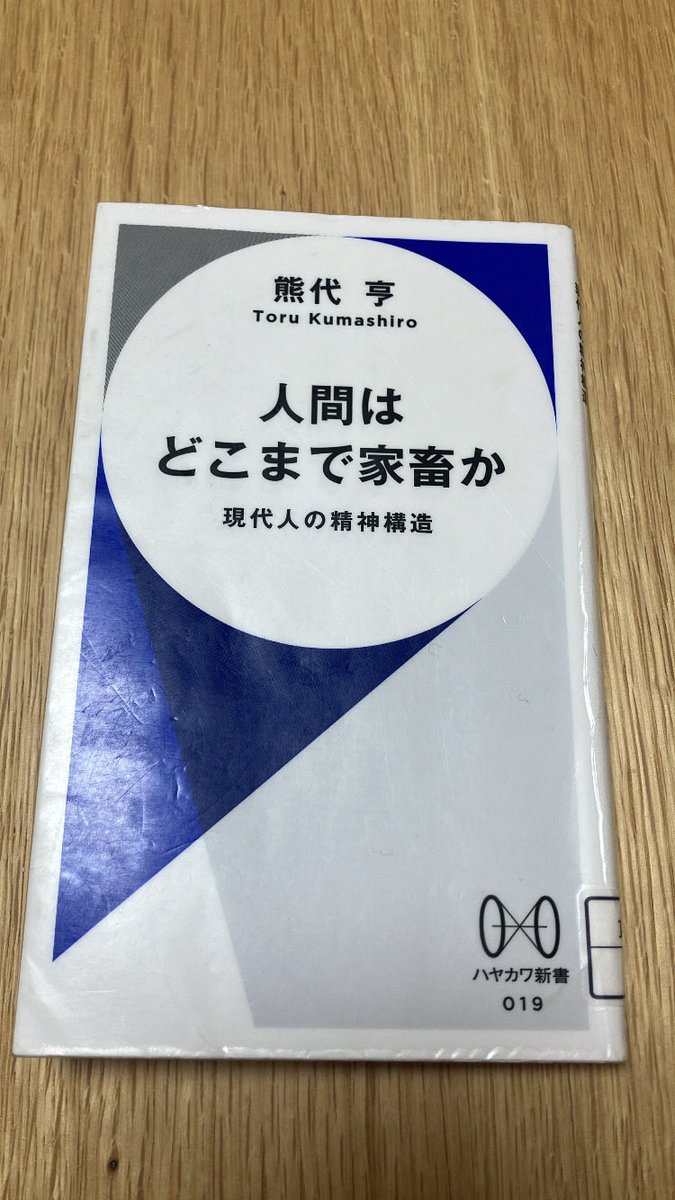 熊代 亨
Toru Kumashiro
人間は
どこまで家畜か
現代人の精神構造
ハヤカワ新書
019